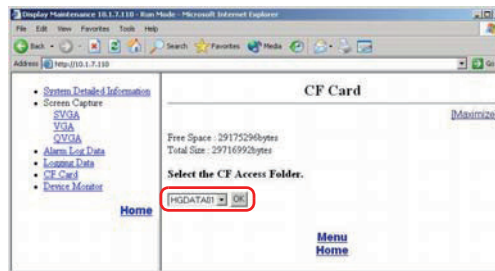 Display Maintenance 10.1.7.110 - Run Mode - Microsoft Internet Explorer
File Edit View Favorites Tools Help
Back Search Favorites Media
Address http://10.1.7.110 Go
System Detailed Information
Screen Capture
SVGA
VGA
QVGA
Alarm Log Data
Logging Data
CF Card
Device Monitor
Home
CF Card
[Maximize
Free Space : 29175296bytes
Total Size : 29716992bytes
Select the CF Access Folder.
HGDATA01 OK
Menu
Home